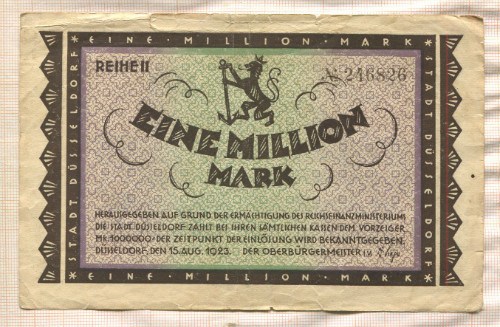 EINE · MILLION · MARK
STADT DÜSSELDORF
STADT DÜSSELDORF
REIHE II
№ 246826
EINE MILLION
MARK
HERAUSGEGEBEN AUF GRUND DER ERMÄCHTIGUNG DES REICHSFINANZMINISTERIUMS
DIE STADT DÜSSELDORF ZAHLT BEI IHREN SÄMTLICHEN KASSEN DEM VORZEIGER
MK. 1000000 · DER ZEITPUNKT DER EINLÖSUNG WIRD BEKANNTGEGEBEN.
DÜSSELDORF, DEN 15. AUG. 1923. DER OBERBÜRGERMEISTER I.V.
EINE · MILLION · MARK